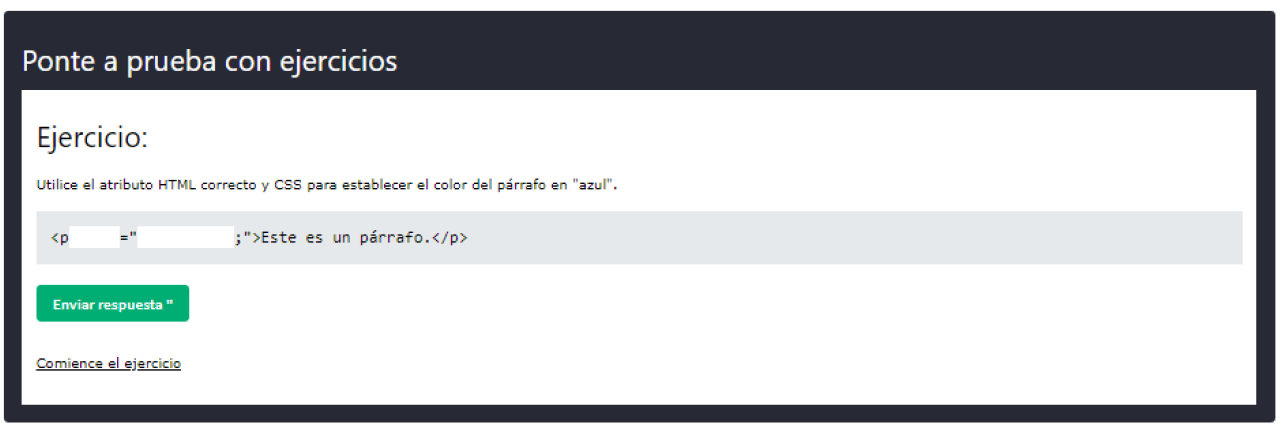 Ponte a prueba con ejercicios
Ejercicio:
Utilice el atributo HTML correcto y CSS para establecer el color del párrafo en "azul".
<p     ="          ;">Este es un párrafo.</p>
Enviar respuesta "
Comience el ejercicio